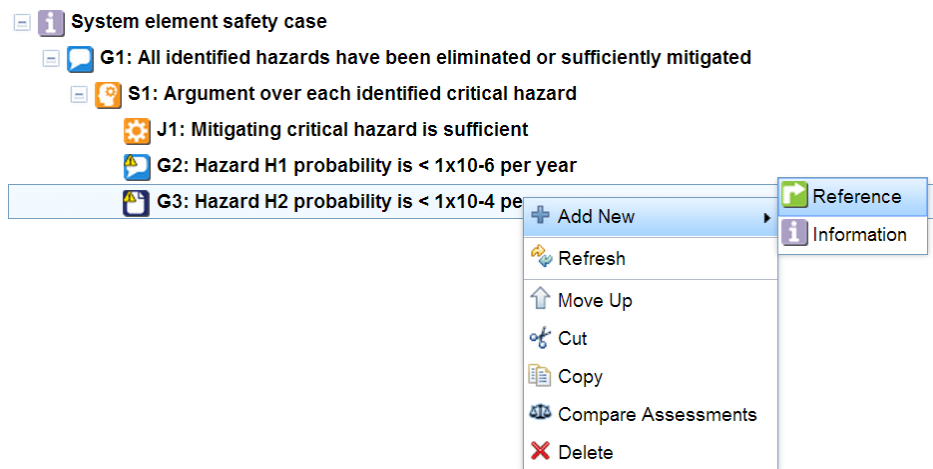 System element safety case
G1: All identified hazards have been eliminated or sufficiently mitigated
S1: Argument over each identified critical hazard
J1: Mitigating critical hazard is sufficient
G2: Hazard H1 probability is < 1x10-6 per year
G3: Hazard H2 probability is < 1x10-4 pe
Add New
Reference
Information
Refresh
Move Up
Cut
Copy
Compare Assessments
Delete